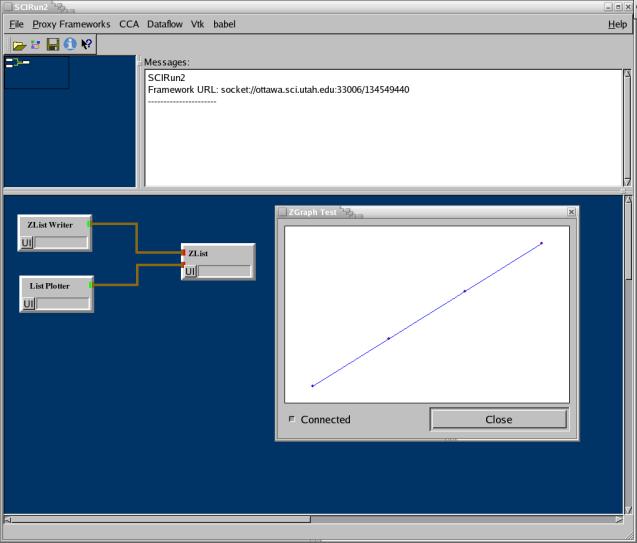 SCIRun2
File Proxy Frameworks CCA Dataflow Vtk babel Help
Messages:
SCIRun2
Framework URL: socket://ottawa.sci.utah.edu:33006/134549440
----------------------
ZList Writer
UI
ZList
UI
List Plotter
UI
ZGraph Test
Connected
Close